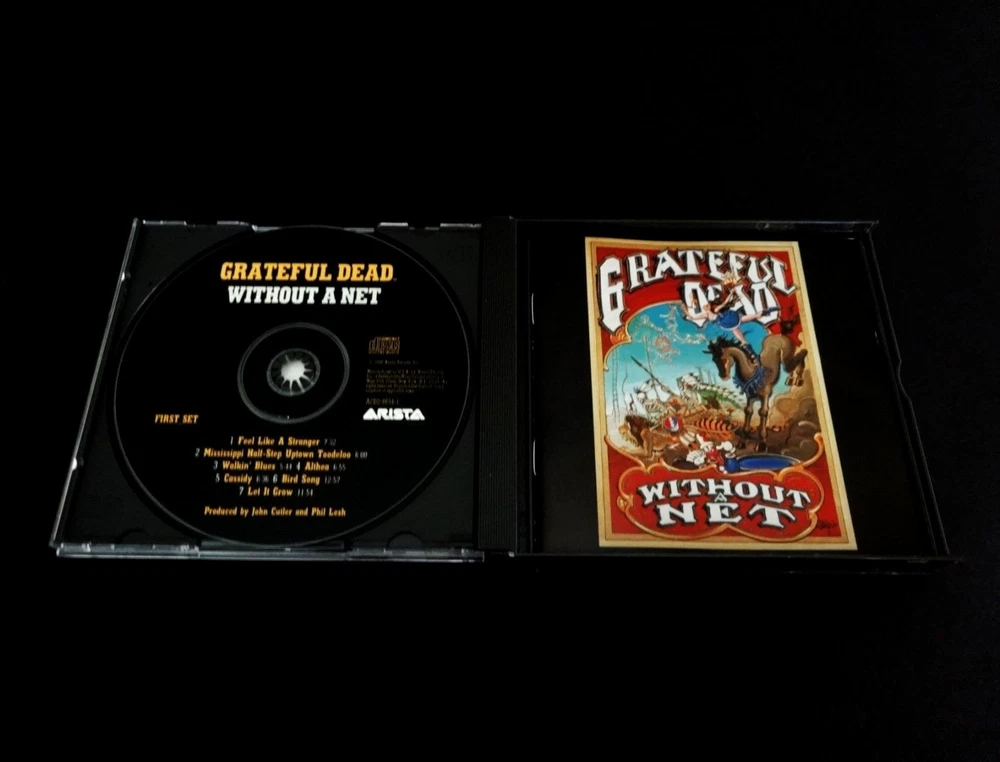 GRATEFUL DEAD
WITHOUT A NET
FIRST SET
1 Feel Like A Stranger 7:32
2 Mississippi Half-Step Uptown Toodeloo 8:00
3 Walkin' Blues 5:44 4 Althea 6:55
5 Cassidy 6:36 6 Bird Song 12:57
7 Let It Grow 11:54
Produced by John Cutler and Phil Lesh
ARISTA
GRATEFUL
DEAD
WITHOUT
A
NET